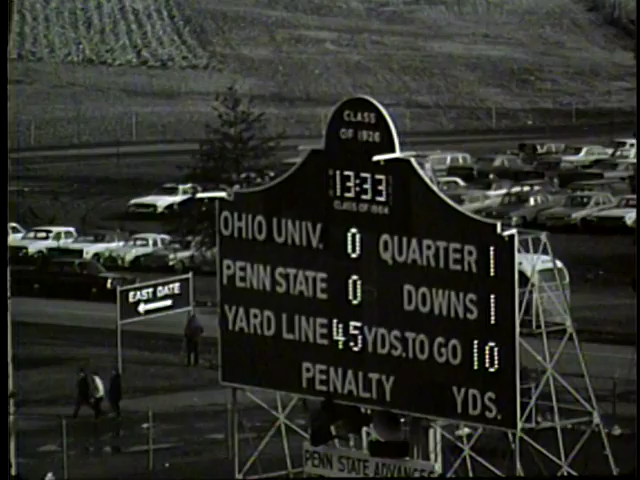 CLASS
OF 1926
13:33
CLASS OF 1964
OHIO UNIV. 0 QUARTER 1
PENN STATE 0 DOWNS 1
YARD LINE 45 YDS. TO GO 10
PENALTY YDS.
EAST GATE
PENN STATE ADVANCES